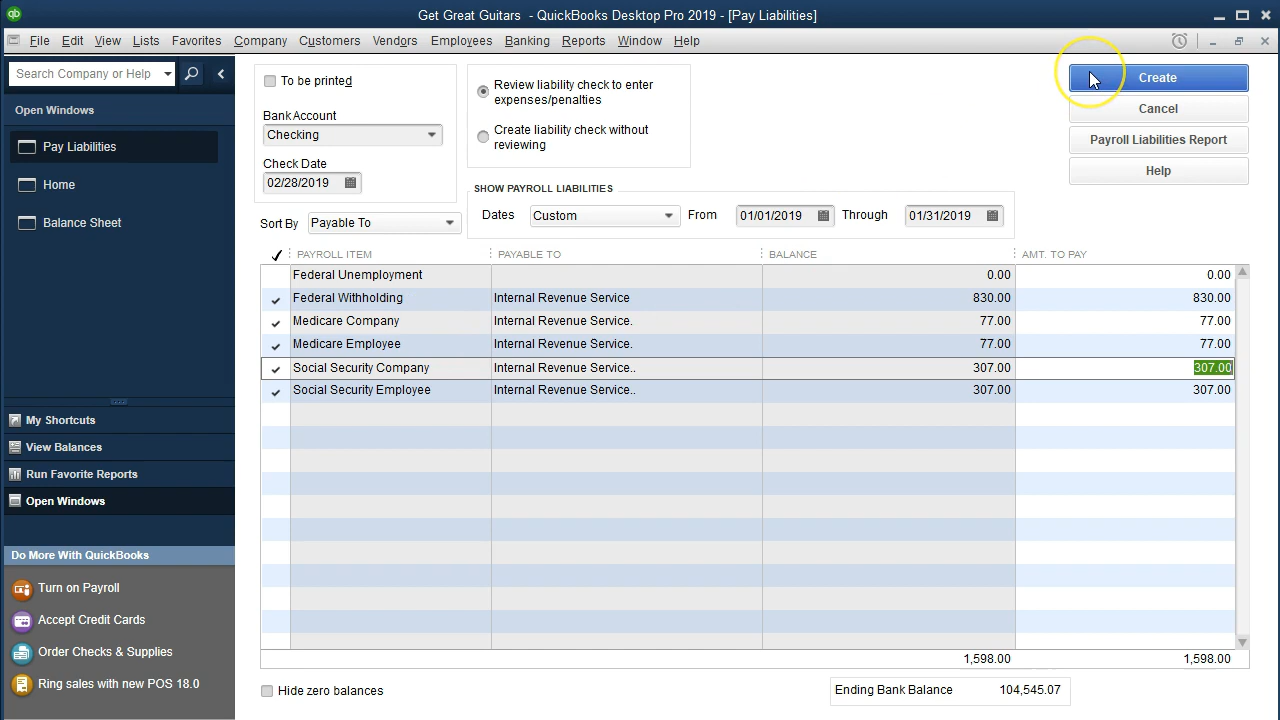 Get Great Guitars - QuickBooks Desktop Pro 2019 - [Pay Liabilities]
File Edit View Lists Favorites Company Customers Vendors Employees Banking Reports Window Help
Search Company or Help
Open Windows
Pay Liabilities
Home
Balance Sheet
My Shortcuts
View Balances
Run Favorite Reports
Open Windows
Do More With QuickBooks
Turn on Payroll
Accept Credit Cards
Order Checks & Supplies
Ring sales with new POS 18.0
To be printed
Bank Account
Checking
Check Date
02/28/2019
Review liability check to enter
expenses/penalties
Create liability check without
reviewing
Create
Cancel
Payroll Liabilities Report
Help
Sort By Payable To
SHOW PAYROLL LIABILITIES
Dates Custom From 01/01/2019 Through 01/31/2019
PAYROLL ITEM PAYABLE TO BALANCE AMT. TO PAY
Federal Unemployment 0.00 0.00
Federal Withholding Internal Revenue Service 830.00 830.00
Medicare Company Internal Revenue Service. 77.00 77.00
Medicare Employee Internal Revenue Service. 77.00 77.00
Social Security Company Internal Revenue Service.. 307.00 307.00
Social Security Employee Internal Revenue Service.. 307.00 307.00
1,598.00 1,598.00
Hide zero balances
Ending Bank Balance 104,545.07